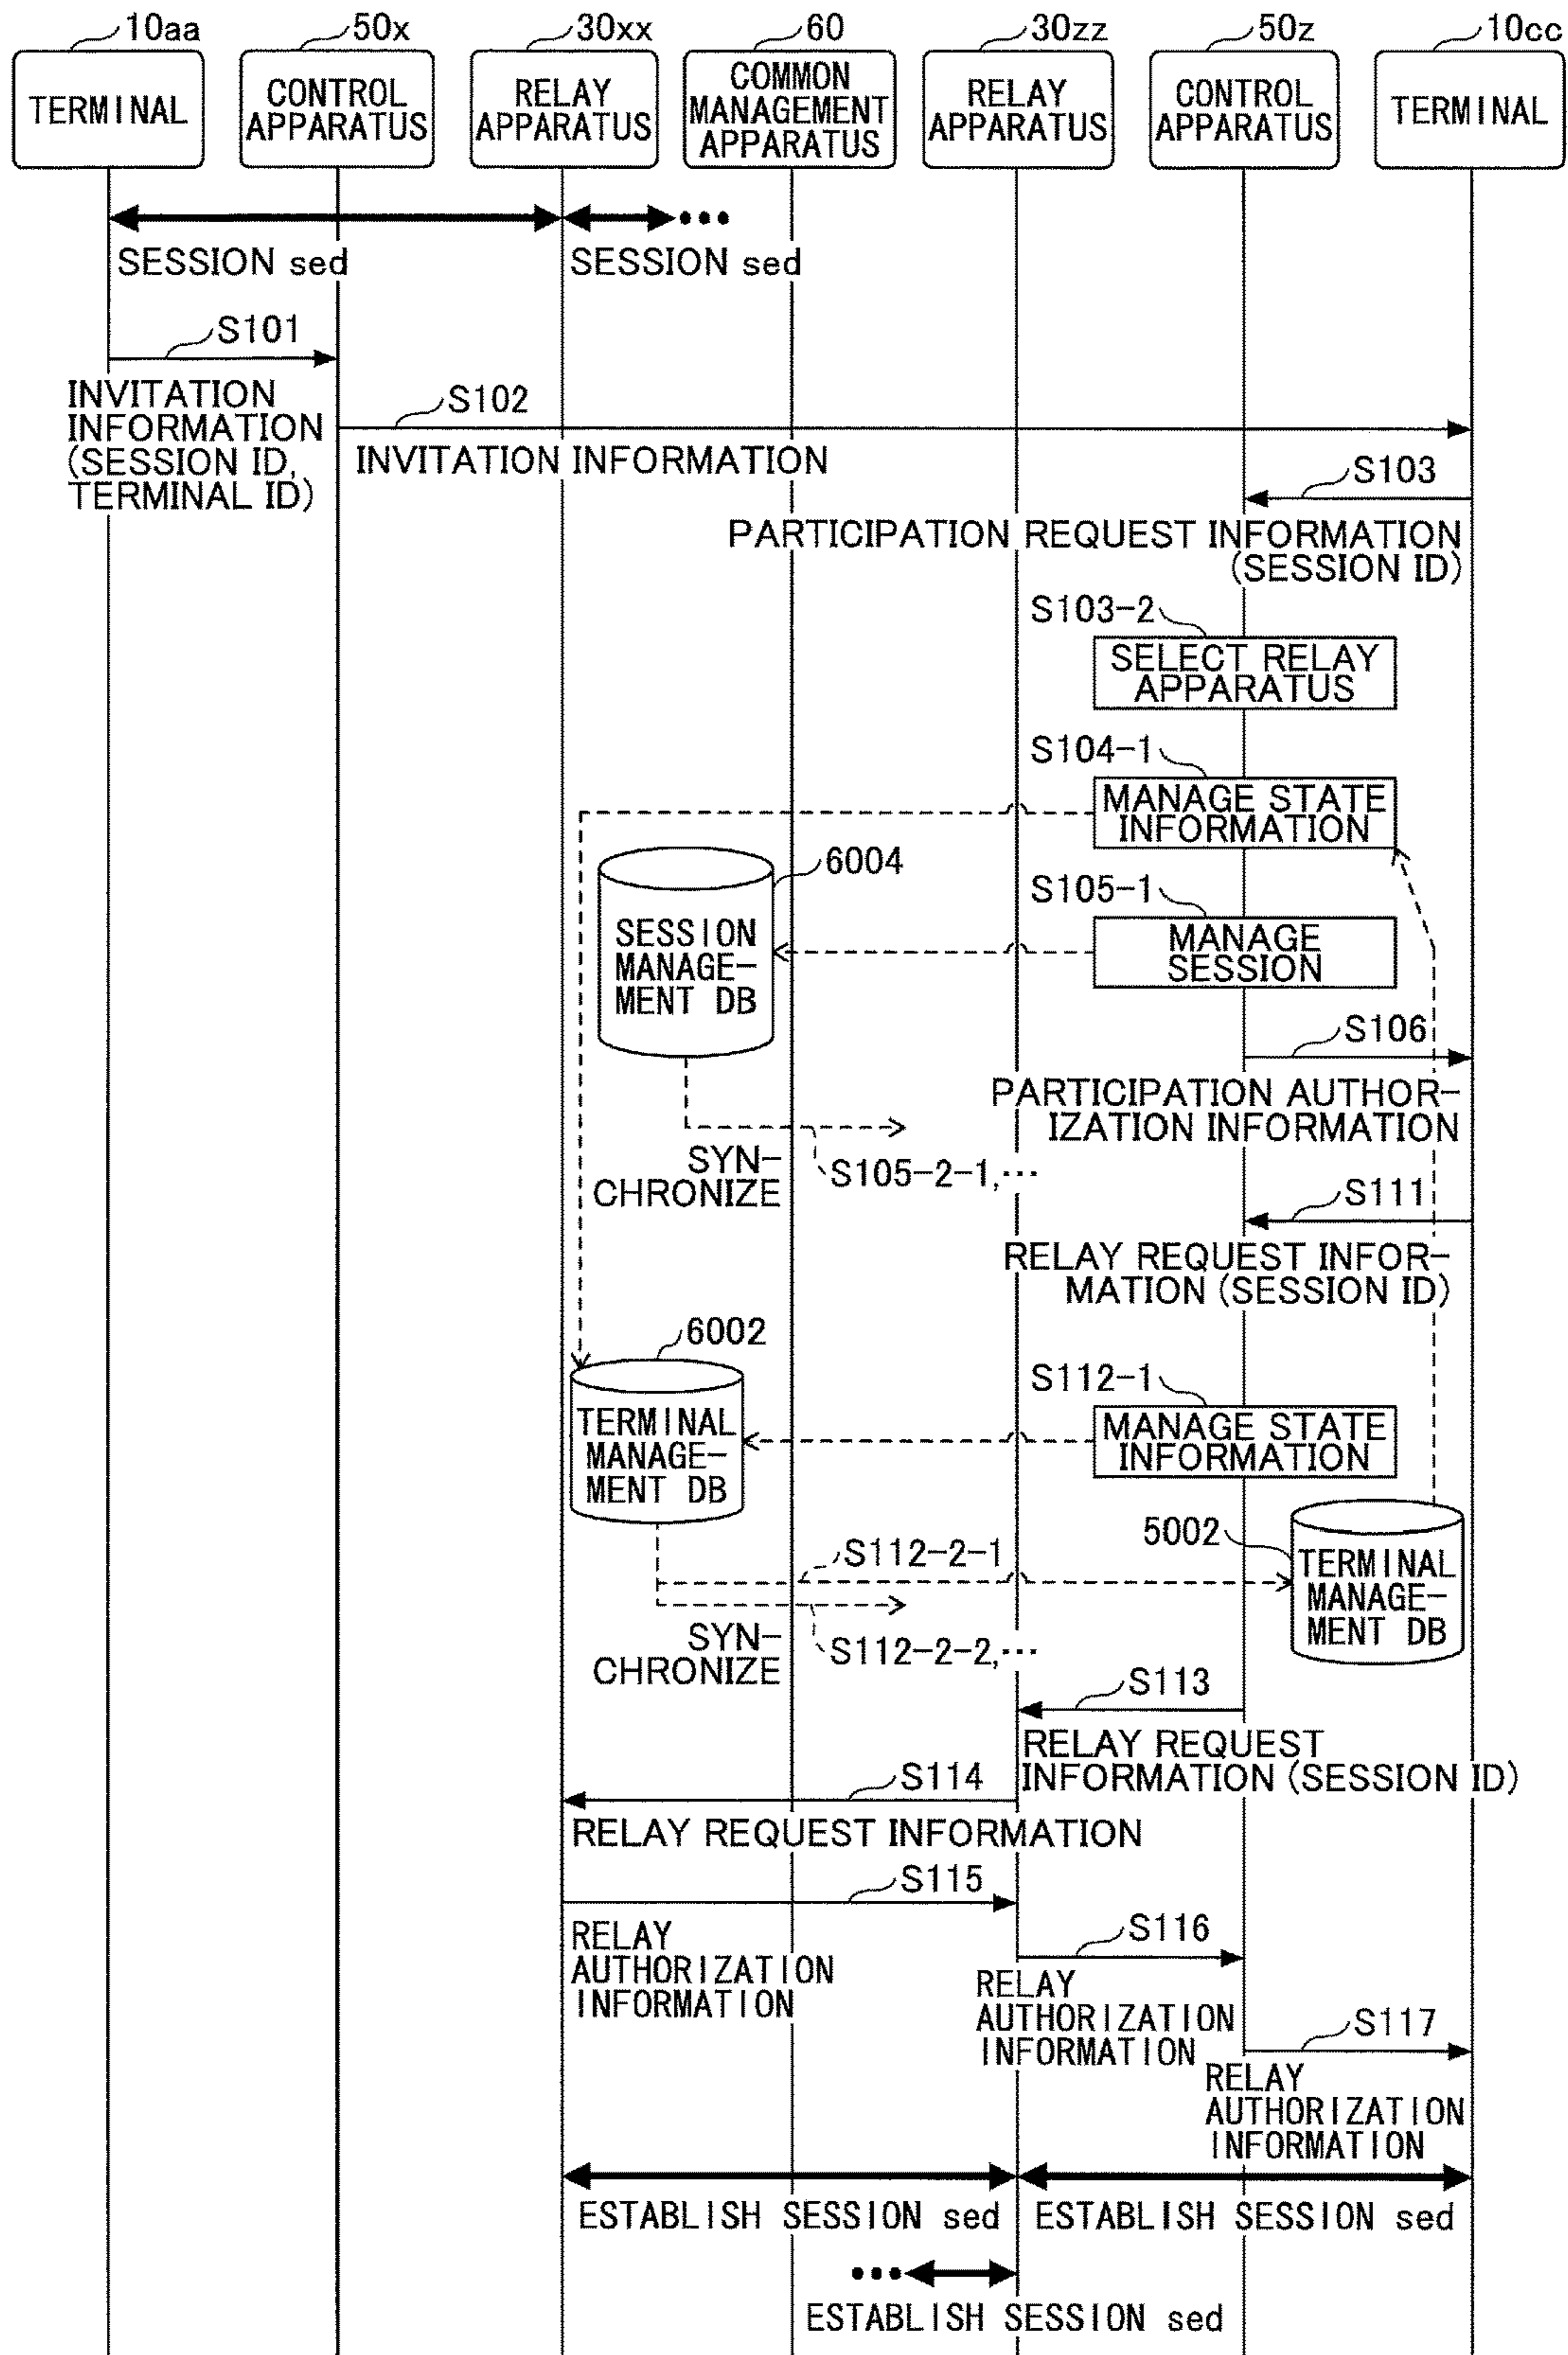 10aa
50x
30xx
60
30zz
50z
10cc
TERMINAL
CONTROL
APPARATUS
RELAY
APPARATUS
COMMON
MANAGEMENT
APPARATUS
RELAY
APPARATUS
CONTROL
APPARATUS
TERMINAL
SESSION sed
SESSION sed
S101
INVITATION
INFORMATION
(SESSION ID,
TERMINAL ID)
S102
INVITATION INFORMATION
S103
PARTICIPATION REQUEST INFORMATION
(SESSION ID)
S103-2
SELECT RELAY
APPARATUS
S104-1
MANAGE STATE
INFORMATION
6004
SESSION
MANAGE-
MENT DB
S105-1
MANAGE
SESSION
S106
PARTICIPATION AUTHOR-
IZATION INFORMATION
SYN-
CHRONIZE
S105-2-1,···
S111
RELAY REQUEST INFOR-
MATION (SESSION ID)
6002
TERMINAL
MANAGE-
MENT DB
S112-1
MANAGE STATE
INFORMATION
5002
TERMINAL
MANAGE-
MENT DB
S112-2-1
SYN-
CHRONIZE
S112-2-2,···
S113
RELAY REQUEST
INFORMATION (SESSION ID)
S114
RELAY REQUEST INFORMATION
S115
RELAY
AUTHORIZATION
INFORMATION
S116
RELAY
AUTHORIZATION
INFORMATION
S117
RELAY
AUTHORIZATION
INFORMATION
ESTABLISH SESSION sed
ESTABLISH SESSION sed
ESTABLISH SESSION sed